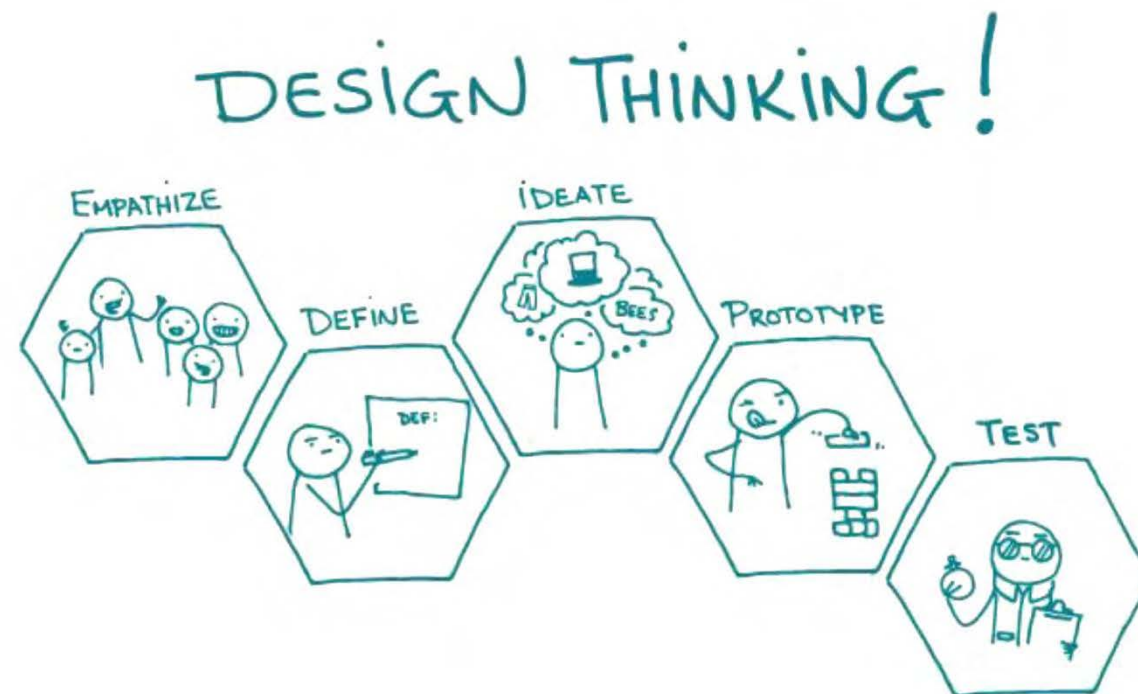 DESIGN THINKING!
EMPATHIZE
DEFINE
DEF:
IDEATE
BEES
PROTOTYPE
TEST